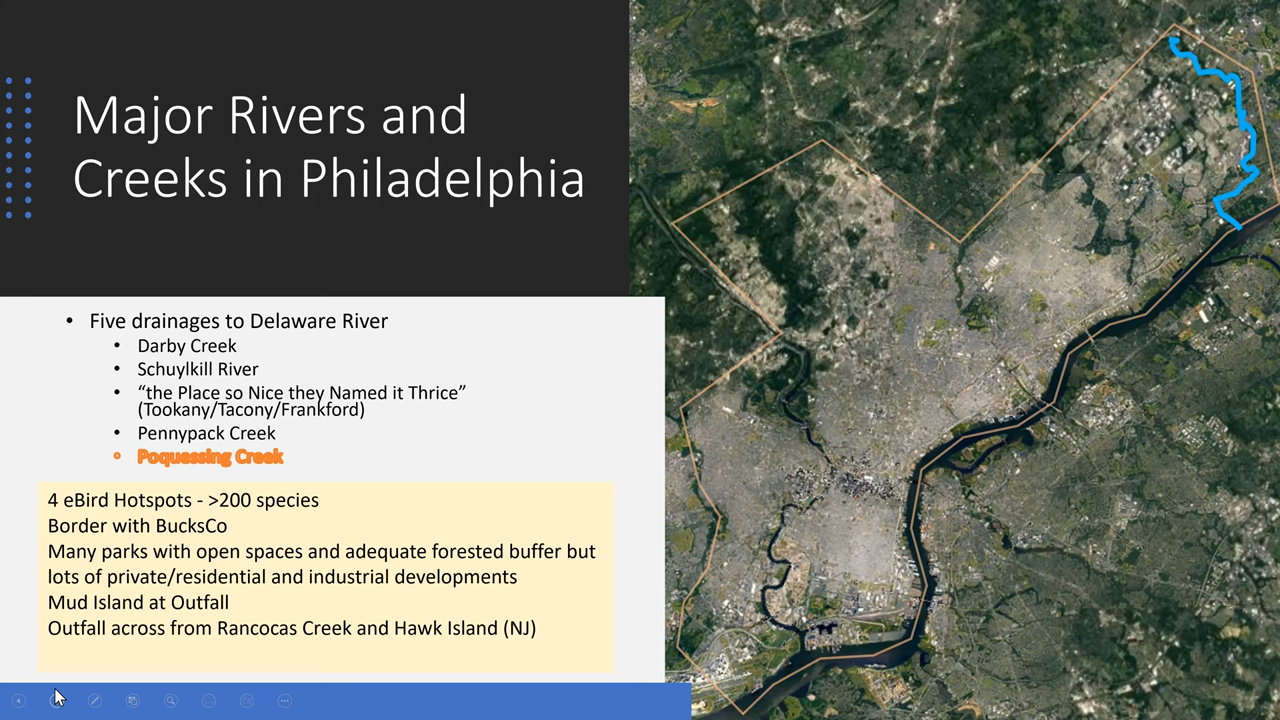 Major Rivers and
Creeks in Philadelphia
• Five drainages to Delaware River
• Darby Creek
• Schuylkill River
• “the Place so Nice they Named it Thrice”
(Tookany/Tacony/Frankford)
• Pennypack Creek
• Poquessing Creek
4 eBird Hotspots - >200 species
Border with BucksCo
Many parks with open spaces and adequate forested buffer but
lots of private/residential and industrial developments
Mud Island at Outfall
Outfall across from Rancocas Creek and Hawk Island (NJ)